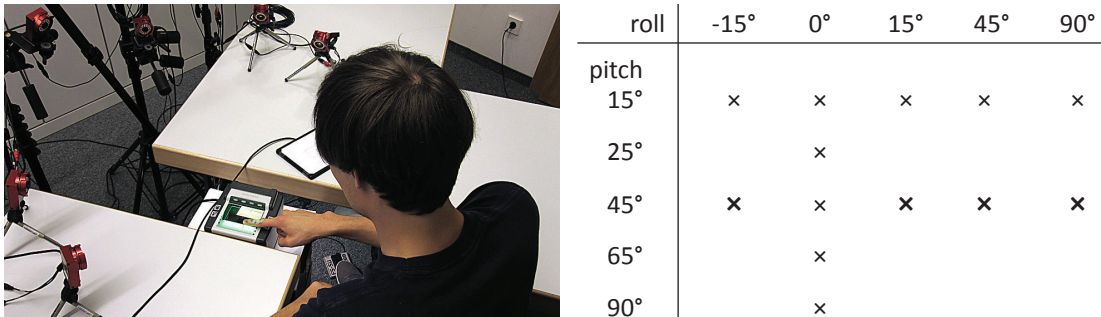 roll -15° 0° 15° 45° 90°
pitch
15° × × × × ×
25° ×
45° × × × × ×
65° ×
90° ×